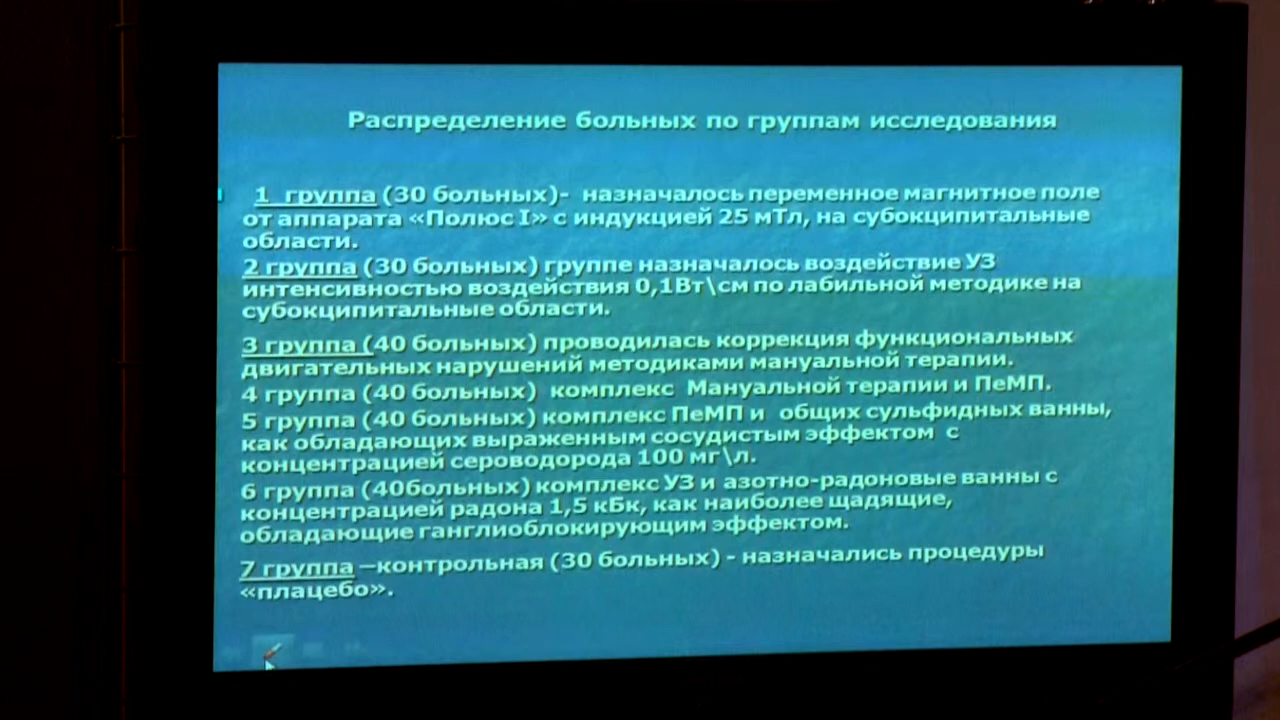 Распределение больных по группам исследования
1 группа (30 больных)- назначалось переменное магнитное поле
от аппарата «Полюс I» с индукцией 25 мТл, на субокципитальные
области.
2 группа (30 больных) группе назначалось воздействие УЗ
интенсивностью воздействия 0,1Вт\см по лабильной методике на
субокципитальные области.
3 группа (40 больных) проводилась коррекция функциональных
двигательных нарушений методиками мануальной терапии.
4 группа (40 больных) комплекс Мануальной терапии и ПеМП.
5 группа (40 больных) комплекс ПеМП и общих сульфидных ванны,
как обладающих выраженным сосудистым эффектом с
концентрацией сероводорода 100 мг\л.
6 группа (40больных) комплекс УЗ и азотно-радоновые ванны с
концентрацией радона 1,5 кБк, как наиболее щадящие,
обладающие ганглиоблокирующим эффектом.
7 группа –контрольная (30 больных) - назначались процедуры
«плацебо».